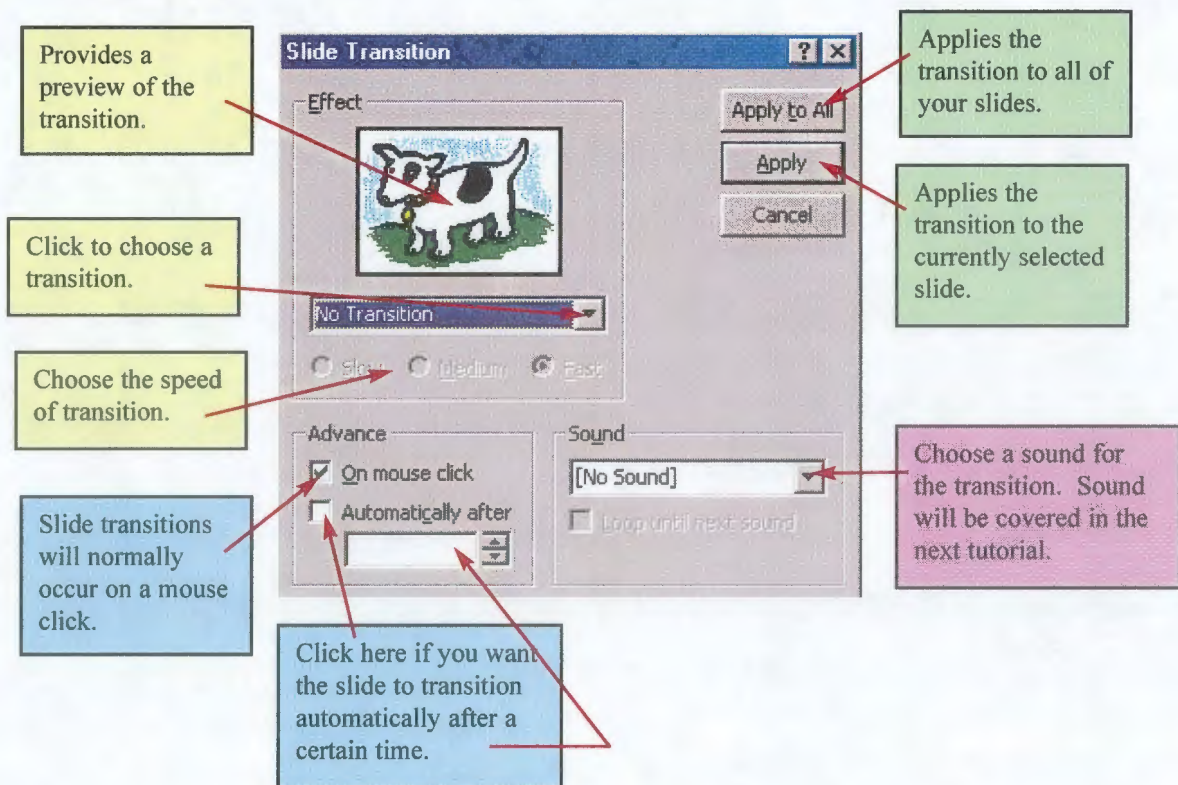 Provides a
preview of the
transition.
Click to choose a
transition.
Choose the speed
of transition.
Slide transitions
will normally
occur on a mouse
click.
Slide Transition
Effect
No Transition
Slow Medium Fast
Advance
On mouse click
Automatically after
Sound
[No Sound]
Loop until next sound
Apply to All
Apply
Cancel
Click here if you want
the slide to transition
automatically after a
certain time.
Applies the
transition to all of
your slides.
Applies the
transition to the
currently selected
slide.
Choose a sound for
the transition. Sound
will be covered in the
next tutorial.